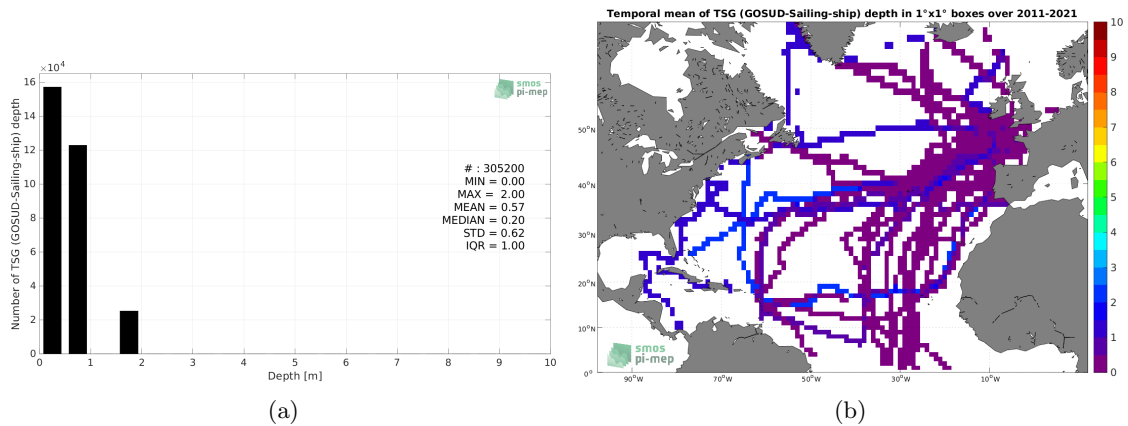 Temporal mean of TSG (GOSUD-Sailing-ship) depth in 1°x1° boxes over 2011-2021
×10⁴
16
14
12
10
8
6
4
2
0
Number of TSG (GOSUD-Sailing-ship) depth
smos
pi-mep
# : 305200
MIN = 0.00
MAX = 2.00
MEAN = 0.57
MEDIAN = 0.20
STD = 0.62
IQR = 1.00
0 1 2 3 4 5 6 7 8 9 10
Depth [m]
(a)
50°N
40°N
30°N
20°N
10°N
0°
90°W 70°W 50°W 30°W 10°W
smos
pi-mep
10
9
8
7
6
5
4
3
2
1
0
(b)